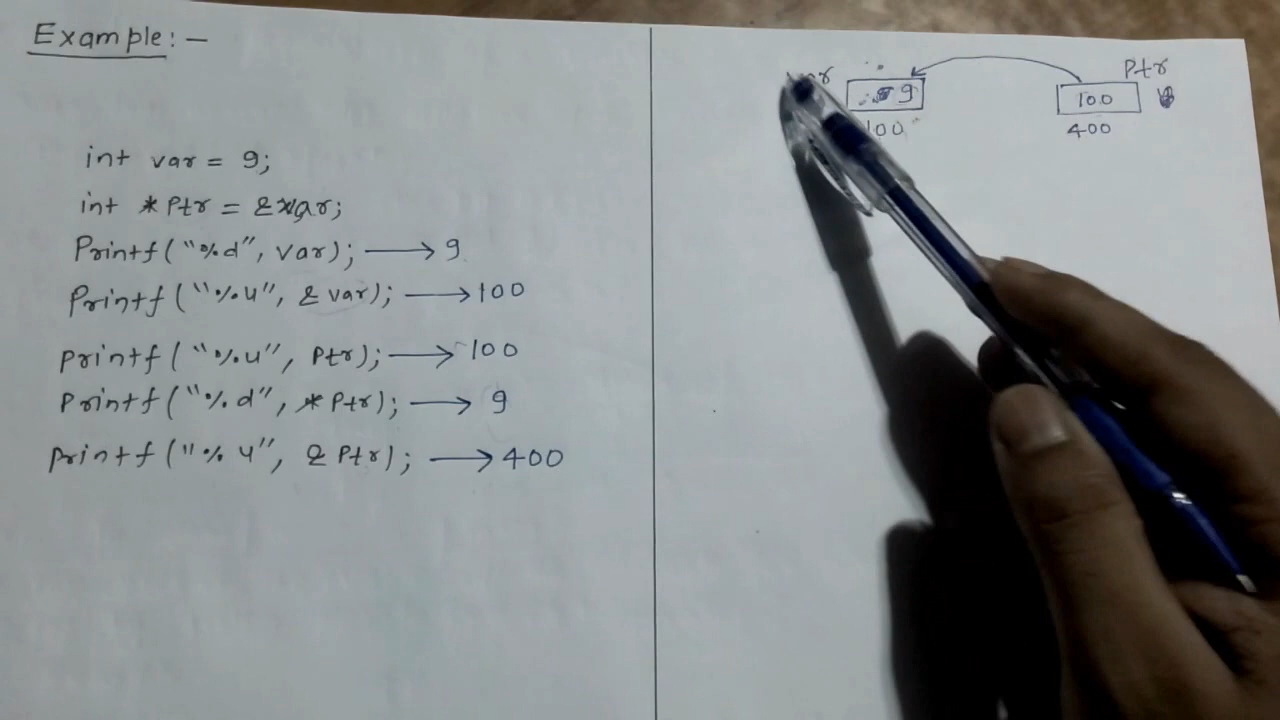 Example:-
int var = 9;
int *Ptr = &var;
Printf("%d", var); → 9
Printf("%u", &var); → 100
printf("%u", Ptr); → 100
printf("%d", *Ptr); → 9
printf("%u", &Ptr); → 400
Ptr
9
100
100
400